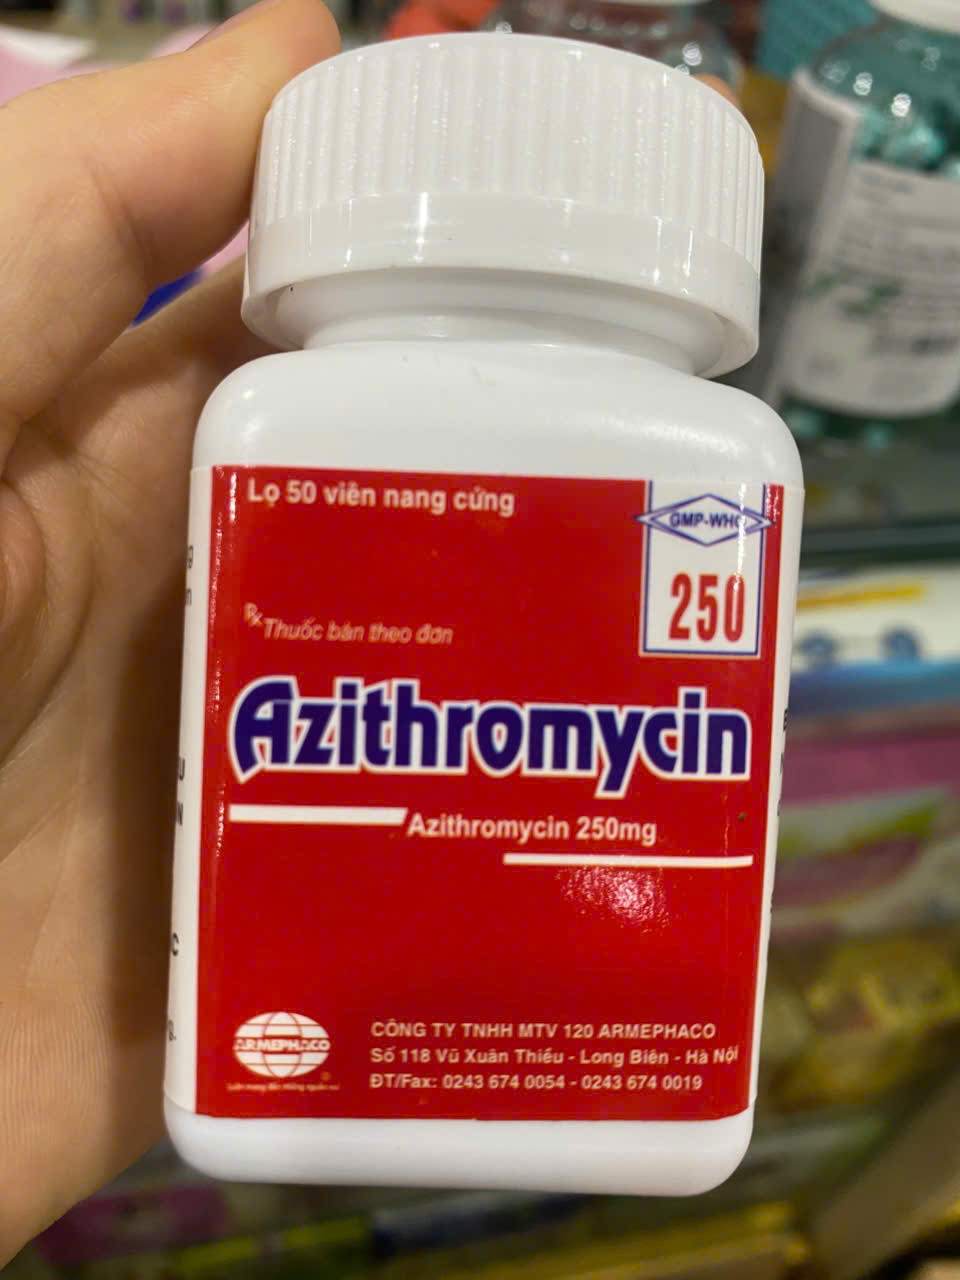 Lọ 50 viên nang cứng
GMP-WHO
250
Rx Thuốc bán theo đơn
Azithromycin
Azithromycin 250mg
ARMEPHACO
CÔNG TY TNHH MTV 120 ARMEPHACO
Số 118 Vũ Xuân Thiều - Long Biên - Hà Nội
ĐT/Fax: 0243 674 0054 - 0243 674 0019